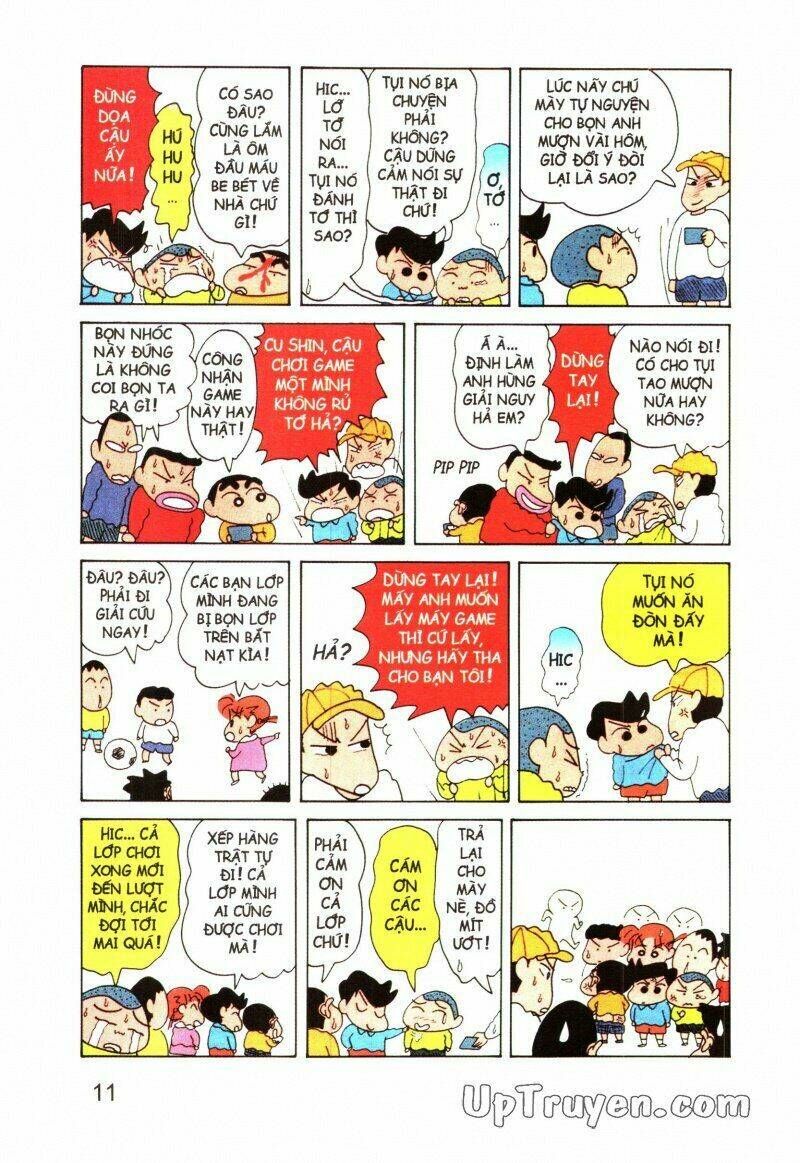 LÚC NÃY CHÚ
MÀY TỰ NGUYỆN
CHO BỌN ANH
MƯỢN VÀI HÔM,
GIỜ ĐỔI Ý ĐÒI
LẠI LÀ SAO?
Ơ,
TỚ
...
TỤI NÓ BỊA
CHUYỆN
PHẢI
KHÔNG?
CẬU DŨNG
CẢM NÓI SỰ
THẬT ĐI
CHỨ!
HIC...
LỠ
TỚ
NÓI
RA...
TỤI NÓ
ĐÁNH
TỚ THÌ
SAO?
CÓ SAO
ĐÂU?
CÙNG LẮM
LÀ ÔM
ĐẦU MÁU
BE BÉT VỀ
NHÀ CHỨ
GÌ!
HÚ
HU
HU
...
ĐỪNG
DỌA
CẬU
ẤY
NỮA!
NÀO NÓI ĐI!
CÓ CHO TỤI
TAO MƯỢN
NỮA HAY
KHÔNG?
DỪNG
TAY
LẠI!
Á À...
ĐỊNH LÀM
ANH HÙNG
GIẢI NGUY
HẢ EM?
PIP PIP
CU SHIN, CẬU
CHƠI GAME
MỘT MÌNH
KHÔNG RỦ
TỚ HẢ?
CÔNG
NHẬN
GAME
NÀY HAY
THẬT!
BỌN NHÓC
NÀY ĐÚNG
LÀ KHÔNG
COI BỌN TA
RA GÌ!
TỤI NÓ
MUỐN ĂN
ĐÒN ĐẤY
MÀ!
HIC
...
DỪNG TAY LẠI!
MẤY ANH MUỐN
LẤY MÁY GAME
THÌ CỨ LẤY,
NHƯNG HÃY THA
CHO BẠN TÔI!
HẢ?
CÁC BẠN LỚP
MÌNH ĐANG
BỊ BỌN LỚP
TRÊN BẮT
NẠT KÌA!
ĐÂU? ĐÂU?
PHẢI ĐI
GIẢI CỨU
NGAY!
TRẢ
LẠI
CHO
MÀY
NÈ, ĐỒ
MÍT
ƯỚT!
CÁM
ƠN
CÁC
CẬU...
PHẢI
CẢM
ƠN
CẢ
LỚP
CHỨ!
XẾP HÀNG
TRẬT TỰ
ĐI! CẢ
LỚP MÌNH
AI CŨNG
ĐƯỢC CHƠI
MÀ!
HIC... CẢ
LỚP CHƠI
XONG MỚI
ĐẾN LƯỢT
MÌNH, CHẮC
ĐỢI TỚI
MAI QUÁ!
11
UpTruyen.com